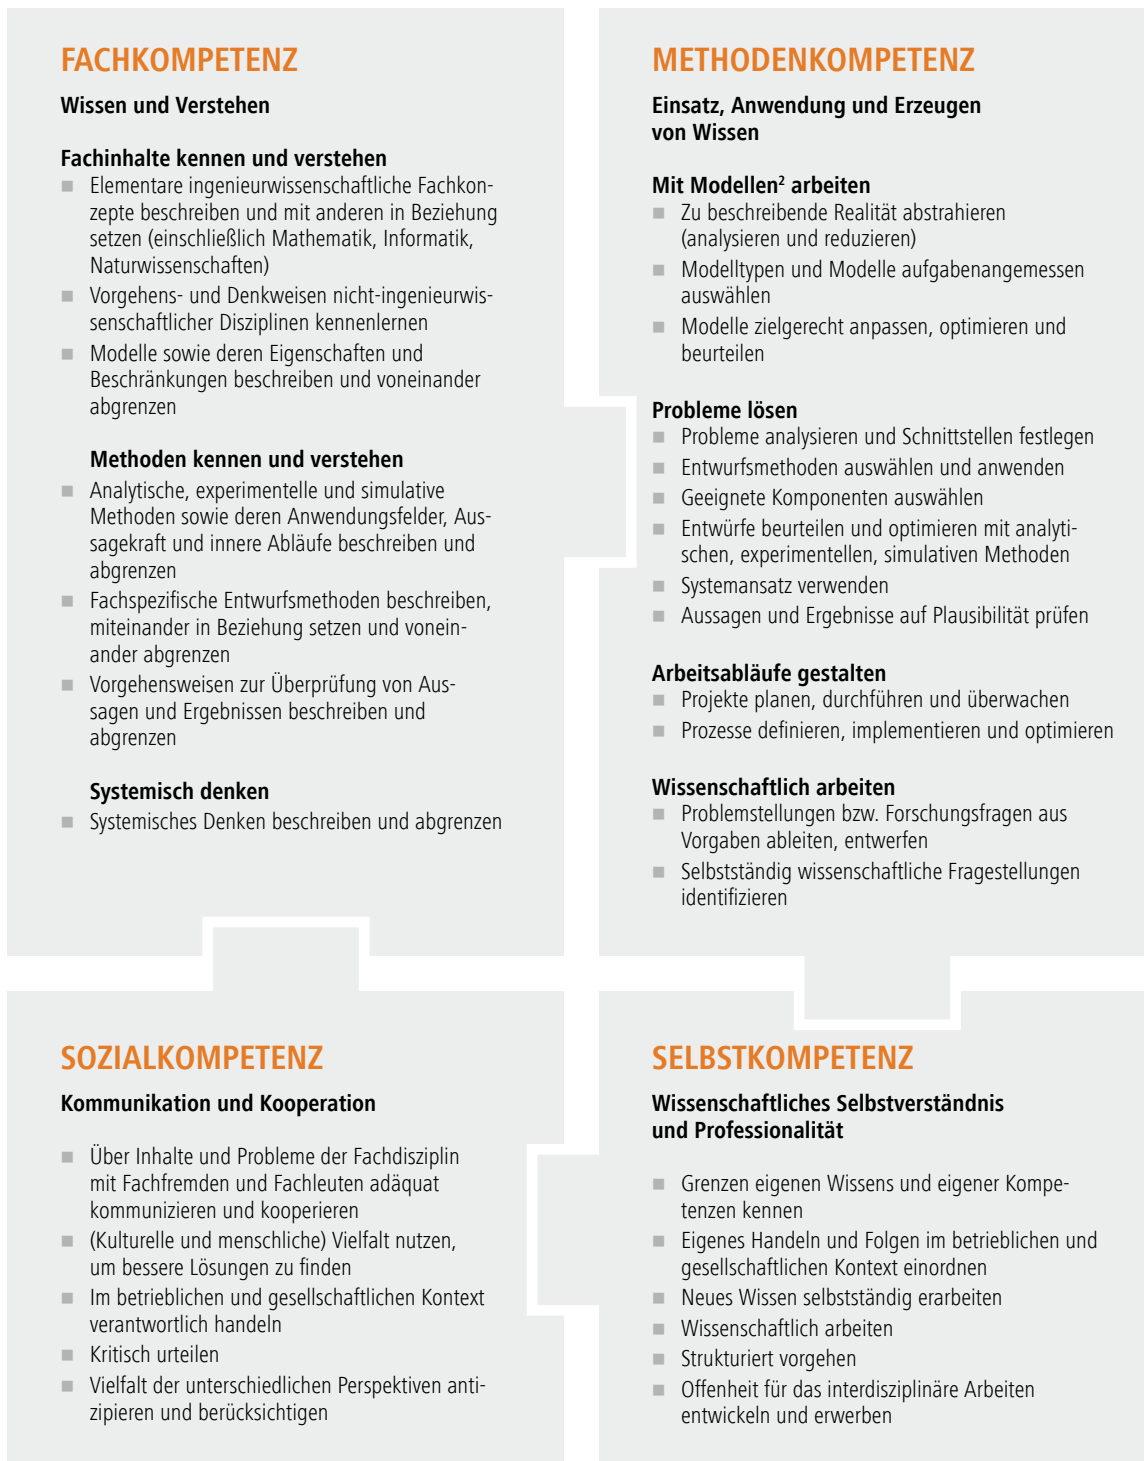 FACHKOMPETENZ
Wissen und Verstehen
Fachinhalte kennen und verstehen
■ Elementare ingenieurwissenschaftliche Fachkon-
zepte beschreiben und mit anderen in Beziehung
setzen (einschließlich Mathematik, Informatik,
Naturwissenschaften)
■ Vorgehens- und Denkweisen nicht-ingenieurwis-
senschaftlicher Disziplinen kennenlernen
■ Modelle sowie deren Eigenschaften und
Beschränkungen beschreiben und voneinander
abgrenzen
Methoden kennen und verstehen
■ Analytische, experimentelle und simulative
Methoden sowie deren Anwendungsfelder, Aus-
sagekraft und innere Abläufe beschreiben und
abgrenzen
■ Fachspezifische Entwurfsmethoden beschreiben,
miteinander in Beziehung setzen und vonein-
ander abgrenzen
■ Vorgehensweisen zur Überprüfung von Aus-
sagen und Ergebnissen beschreiben und
abgrenzen
Systemisch denken
■ Systemisches Denken beschreiben und abgrenzen
METHODENKOMPETENZ
Einsatz, Anwendung und Erzeugen
von Wissen
Mit Modellen² arbeiten
■ Zu beschreibende Realität abstrahieren
(analysieren und reduzieren)
■ Modelltypen und Modelle aufgabenangemessen
auswählen
■ Modelle zielgerecht anpassen, optimieren und
beurteilen
Probleme lösen
■ Probleme analysieren und Schnittstellen festlegen
■ Entwurfsmethoden auswählen und anwenden
■ Geeignete Komponenten auswählen
■ Entwürfe beurteilen und optimieren mit analyti-
schen, experimentellen, simulativen Methoden
■ Systemansatz verwenden
■ Aussagen und Ergebnisse auf Plausibilität prüfen
Arbeitsabläufe gestalten
■ Projekte planen, durchführen und überwachen
■ Prozesse definieren, implementieren und optimieren
Wissenschaftlich arbeiten
■ Problemstellungen bzw. Forschungsfragen aus
Vorgaben ableiten, entwerfen
■ Selbstständig wissenschaftliche Fragestellungen
identifizieren
SOZIALKOMPETENZ
Kommunikation und Kooperation
■ Über Inhalte und Probleme der Fachdisziplin
mit Fachfremden und Fachleuten adäquat
kommunizieren und kooperieren
■ (Kulturelle und menschliche) Vielfalt nutzen,
um bessere Lösungen zu finden
■ Im betrieblichen und gesellschaftlichen Kontext
verantwortlich handeln
■ Kritisch urteilen
■ Vielfalt der unterschiedlichen Perspektiven anti-
zipieren und berücksichtigen
SELBSTKOMPETENZ
Wissenschaftliches Selbstverständnis
und Professionalität
■ Grenzen eigenen Wissens und eigener Kompe-
tenzen kennen
■ Eigenes Handeln und Folgen im betrieblichen und
gesellschaftlichen Kontext einordnen
■ Neues Wissen selbstständig erarbeiten
■ Wissenschaftlich arbeiten
■ Strukturiert vorgehen
■ Offenheit für das interdisziplinäre Arbeiten
entwickeln und erwerben